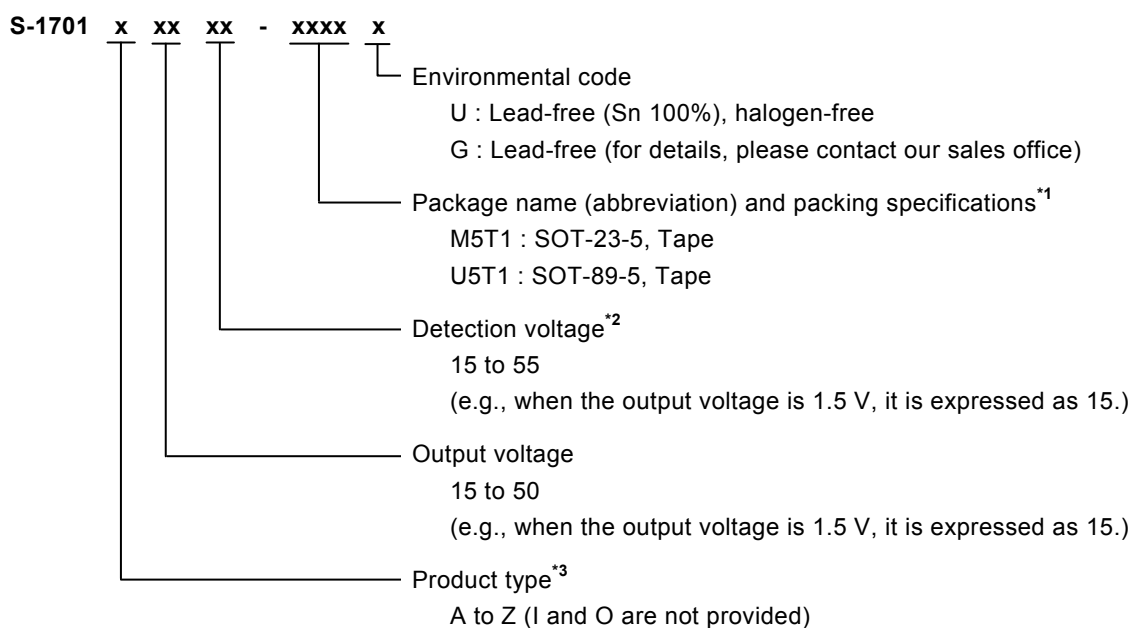 S-1701 x xx xx - xxxx x
Environmental code
U : Lead-free (Sn 100%), halogen-free
G : Lead-free (for details, please contact our sales office)
Package name (abbreviation) and packing specifications*1
M5T1 : SOT-23-5, Tape
U5T1 : SOT-89-5, Tape
Detection voltage*2
15 to 55
(e.g., when the output voltage is 1.5 V, it is expressed as 15.)
Output voltage
15 to 50
(e.g., when the output voltage is 1.5 V, it is expressed as 15.)
Product type*3
A to Z (I and O are not provided)